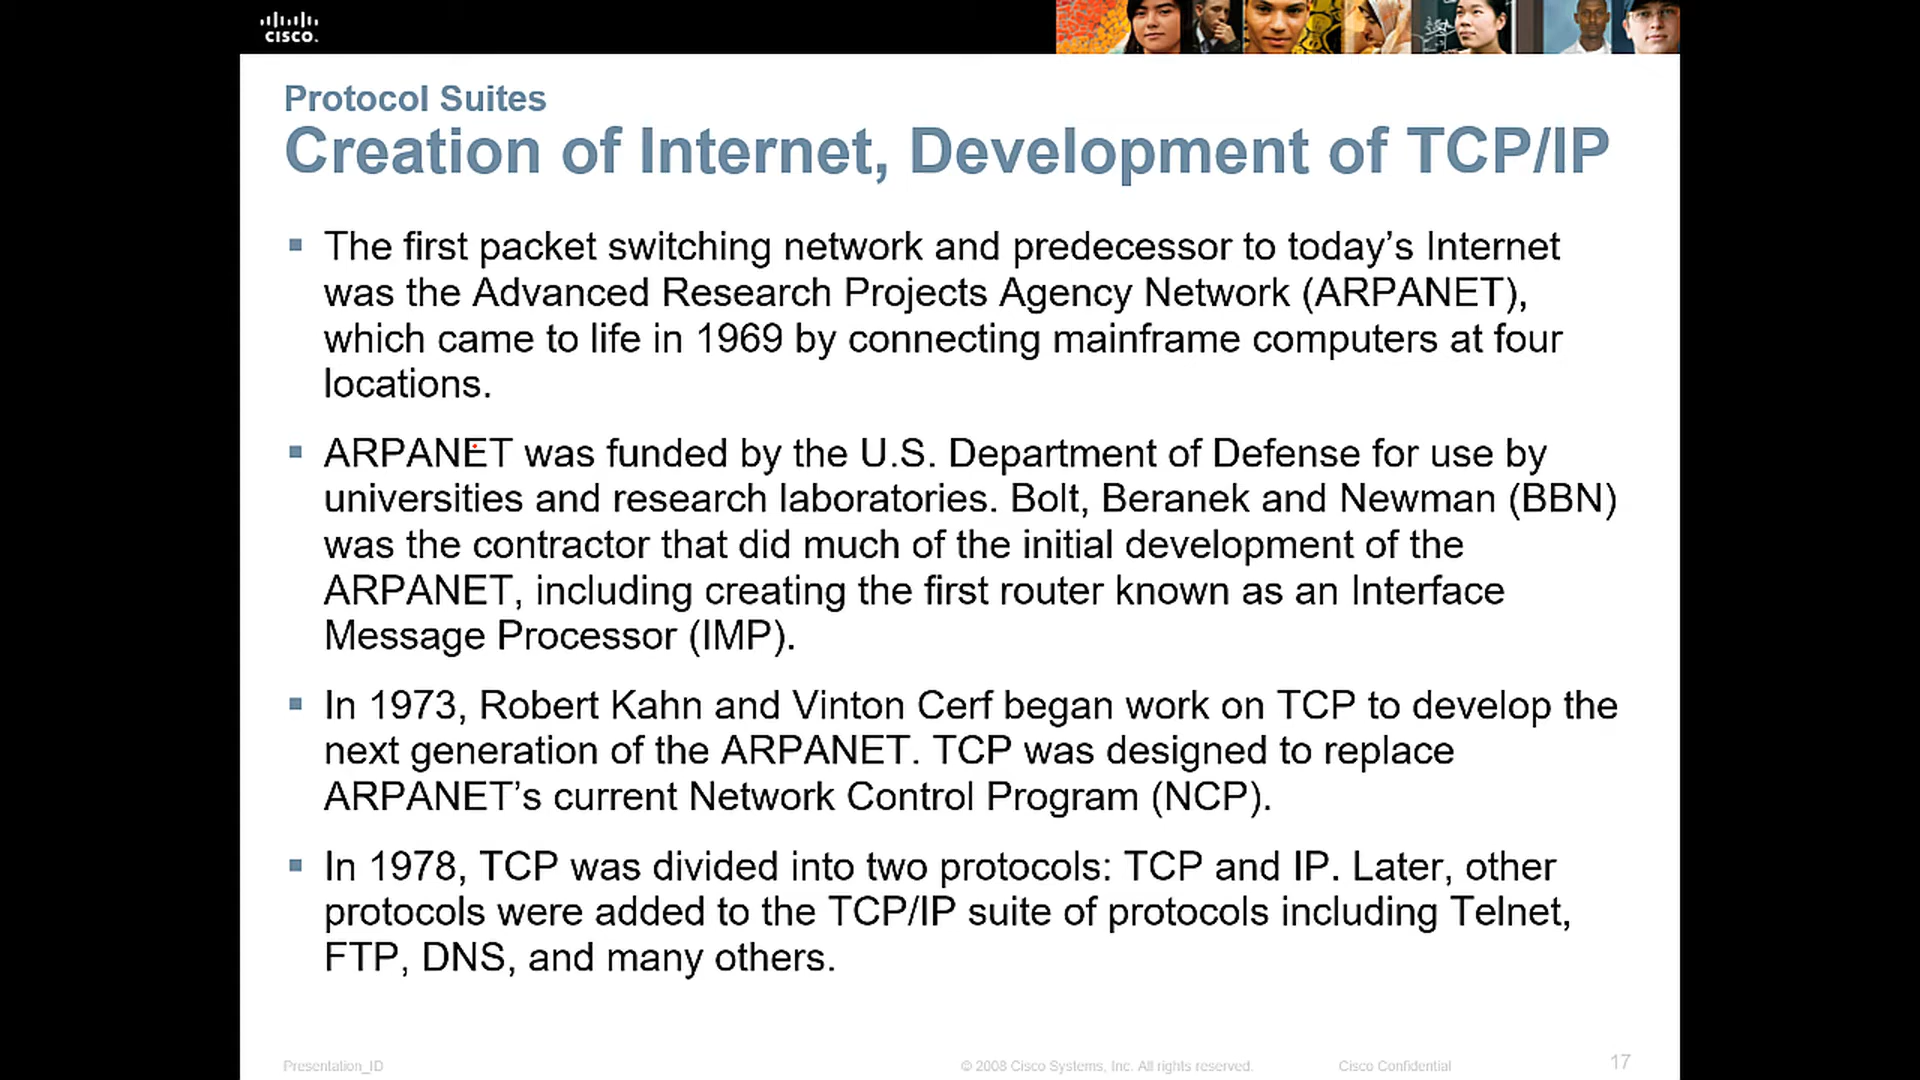 CISCO.
Protocol Suites
Creation of Internet, Development of TCP/IP
▪ The first packet switching network and predecessor to today’s Internet
was the Advanced Research Projects Agency Network (ARPANET),
which came to life in 1969 by connecting mainframe computers at four
locations.
▪ ARPANET was funded by the U.S. Department of Defense for use by
universities and research laboratories. Bolt, Beranek and Newman (BBN)
was the contractor that did much of the initial development of the
ARPANET, including creating the first router known as an Interface
Message Processor (IMP).
▪ In 1973, Robert Kahn and Vinton Cerf began work on TCP to develop the
next generation of the ARPANET. TCP was designed to replace
ARPANET’s current Network Control Program (NCP).
▪ In 1978, TCP was divided into two protocols: TCP and IP. Later, other
protocols were added to the TCP/IP suite of protocols including Telnet,
FTP, DNS, and many others.
Presentation_ID © 2008 Cisco Systems, Inc. All rights reserved. Cisco Confidential 17